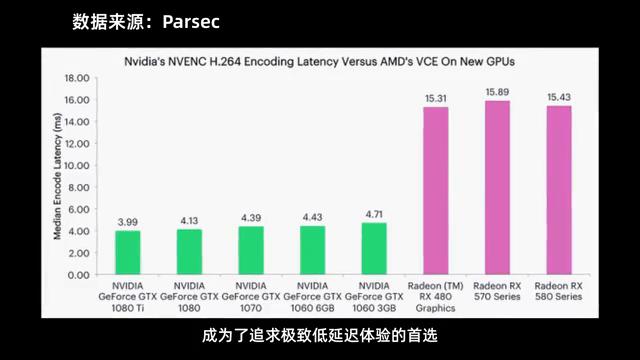 数据来源：Parsec
Nvidia's NVENC H.264 Encoding Latency Versus AMD's VCE On New GPUs
Median Encode Latency (ms)
18.00
16.00
14.00
12.00
10.00
8.00
6.00
4.00
2.00
0.00
3.99
4.13
4.39
4.43
4.71
15.31
15.89
15.43
NVIDIA
GeForce GTX
1080 Ti
NVIDIA
GeForce GTX
1080
NVIDIA
GeForce GTX
1070
NVIDIA
GeForce GTX
1060 6GB
NVIDIA
GeForce GTX
1060 3GB
Radeon (TM)
RX 480
Graphics
Radeon RX
570 Series
Radeon RX
580 Series
成为了追求极致低延迟体验的首选